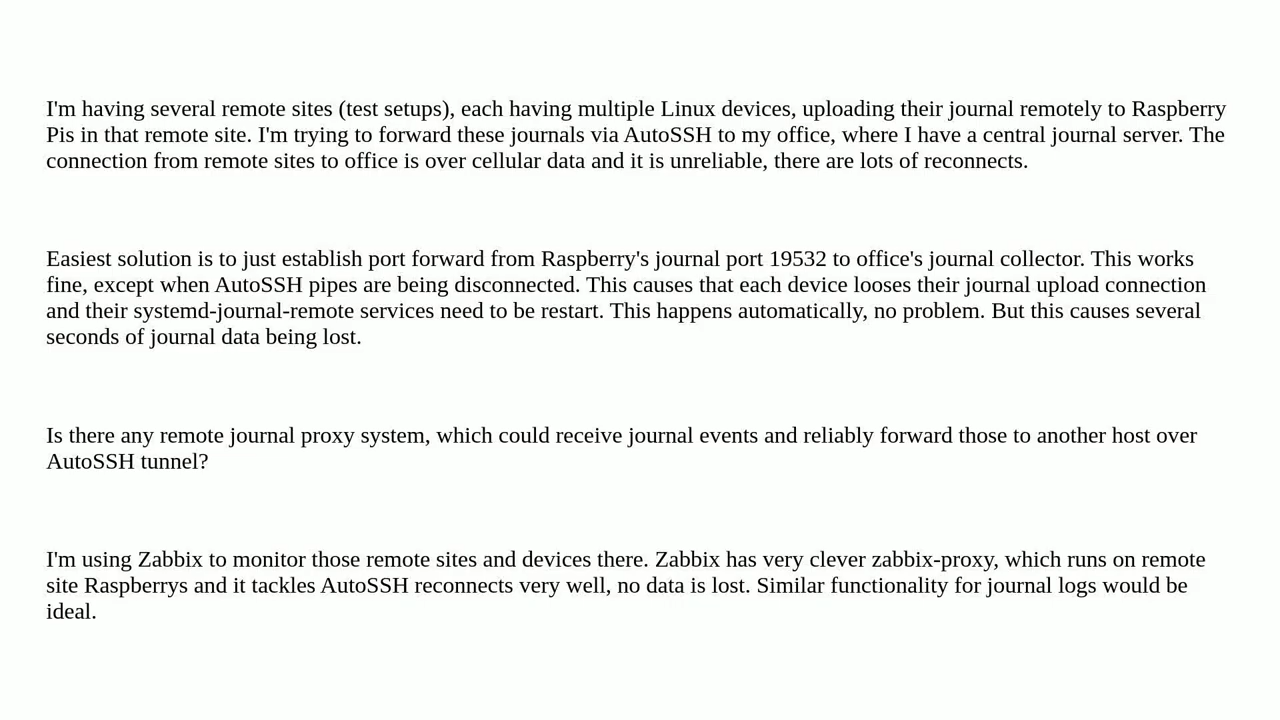 I'm having several remote sites (test setups), each having multiple Linux devices, uploading their journal remotely to Raspberry
Pis in that remote site. I'm trying to forward these journals via AutoSSH to my office, where I have a central journal server. The
connection from remote sites to office is over cellular data and it is unreliable, there are lots of reconnects.
Easiest solution is to just establish port forward from Raspberry's journal port 19532 to office's journal collector. This works
fine, except when AutoSSH pipes are being disconnected. This causes that each device looses their journal upload connection
and their systemd-journal-remote services need to be restart. This happens automatically, no problem. But this causes several
seconds of journal data being lost.
Is there any remote journal proxy system, which could receive journal events and reliably forward those to another host over
AutoSSH tunnel?
I'm using Zabbix to monitor those remote sites and devices there. Zabbix has very clever zabbix-proxy, which runs on remote
site Raspberrys and it tackles AutoSSH reconnects very well, no data is lost. Similar functionality for journal logs would be
ideal.